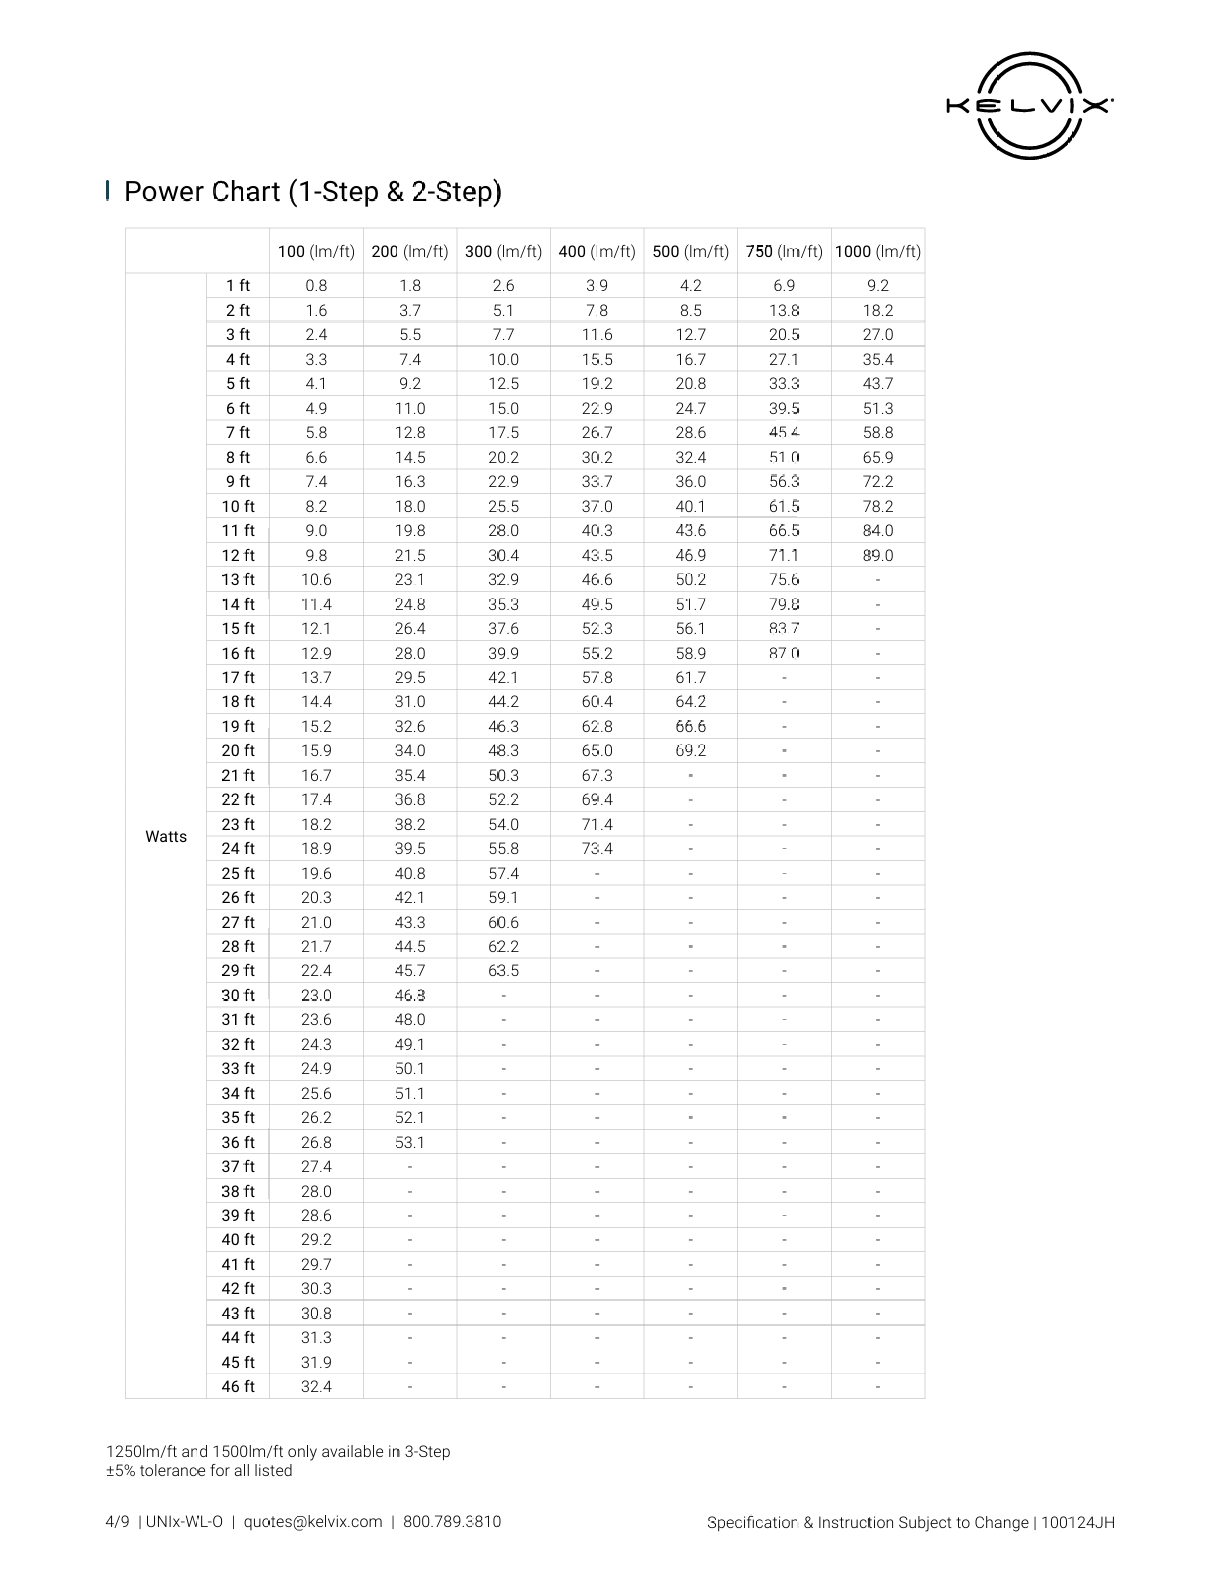 KELVIX
Power Chart (1-Step & 2-Step)
100 (lm/ft) 200 (lm/ft) 300 (lm/ft) 400 (lm/ft) 500 (lm/ft) 750 (lm/ft) 1000 (lm/ft)
1 ft 0.8 1.8 2.6 3.9 4.2 6.9 9.2
2 ft 1.6 3.7 5.1 7.8 8.5 13.8 18.2
3 ft 2.4 5.5 7.7 11.6 12.7 20.5 27.0
4 ft 3.3 7.4 10.0 15.5 16.7 27.1 35.4
5 ft 4.1 9.2 12.5 19.2 20.8 33.3 43.7
6 ft 4.9 11.0 15.0 22.9 24.7 39.5 51.3
7 ft 5.8 12.8 17.5 26.7 28.6 45.4 58.8
8 ft 6.6 14.5 20.2 30.2 32.4 51.0 65.9
9 ft 7.4 16.3 22.9 33.7 36.0 56.3 72.2
10 ft 8.2 18.0 25.5 37.0 40.1 61.5 78.2
11 ft 9.0 19.8 28.0 40.3 43.6 66.5 84.0
12 ft 9.8 21.5 30.4 43.5 46.9 71.1 89.0
13 ft 10.6 23.1 32.9 46.6 50.2 75.6 -
14 ft 11.4 24.8 35.3 49.5 51.7 79.8 -
15 ft 12.1 26.4 37.6 52.3 56.1 83.7 -
16 ft 12.9 28.0 39.9 55.2 58.9 87.0 -
17 ft 13.7 29.5 42.1 57.8 61.7 - -
18 ft 14.4 31.0 44.2 60.4 64.2 - -
19 ft 15.2 32.6 46.3 62.8 66.6 - -
20 ft 15.9 34.0 48.3 65.0 69.2 - -
21 ft 16.7 35.4 50.3 67.3 - - -
22 ft 17.4 36.8 52.2 69.4 - - -
23 ft 18.2 38.2 54.0 71.4 - - -
Watts
24 ft 18.9 39.5 55.8 73.4 - - -
25 ft 19.6 40.8 57.4 - - - -
26 ft 20.3 42.1 59.1 - - - -
27 ft 21.0 43.3 60.6 - - - -
28 ft 21.7 44.5 62.2 - - - -
29 ft 22.4 45.7 63.5 - - - -
30 ft 23.0 46.8 - - - - -
31 ft 23.6 48.0 - - - - -
32 ft 24.3 49.1 - - - - -
33 ft 24.9 50.1 - - - - -
34 ft 25.6 51.1 - - - - -
35 ft 26.2 52.1 - - - - -
36 ft 26.8 53.1 - - - - -
37 ft 27.4 - - - - - -
38 ft 28.0 - - - - - -
39 ft 28.6 - - - - - -
40 ft 29.2 - - - - - -
41 ft 29.7 - - - - - -
42 ft 30.3 - - - - - -
43 ft 30.8 - - - - - -
44 ft 31.3 - - - - - -
45 ft 31.9 - - - - - -
46 ft 32.4 - - - - - -
1250lm/ft and 1500lm/ft only available in 3-Step
±5% tolerance for all listed
4/9 | UNIx-WL-O | quotes@kelvix.com | 800.789.3810
Specification & Instruction Subject to Change | 100124JH